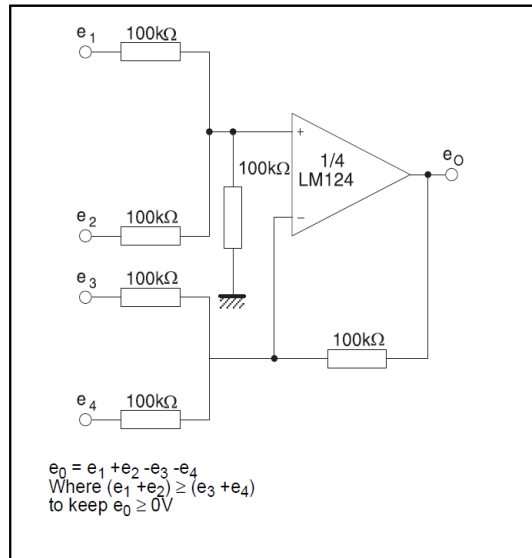 e1
100kΩ
+
100kΩ
1/4
LM124
eO
e2
100kΩ
−
e3
100kΩ
100kΩ
e4
100kΩ
e0 = e1 +e2 -e3 -e4
Where (e1 +e2) ≥ (e3 +e4)
to keep e0 ≥ 0V